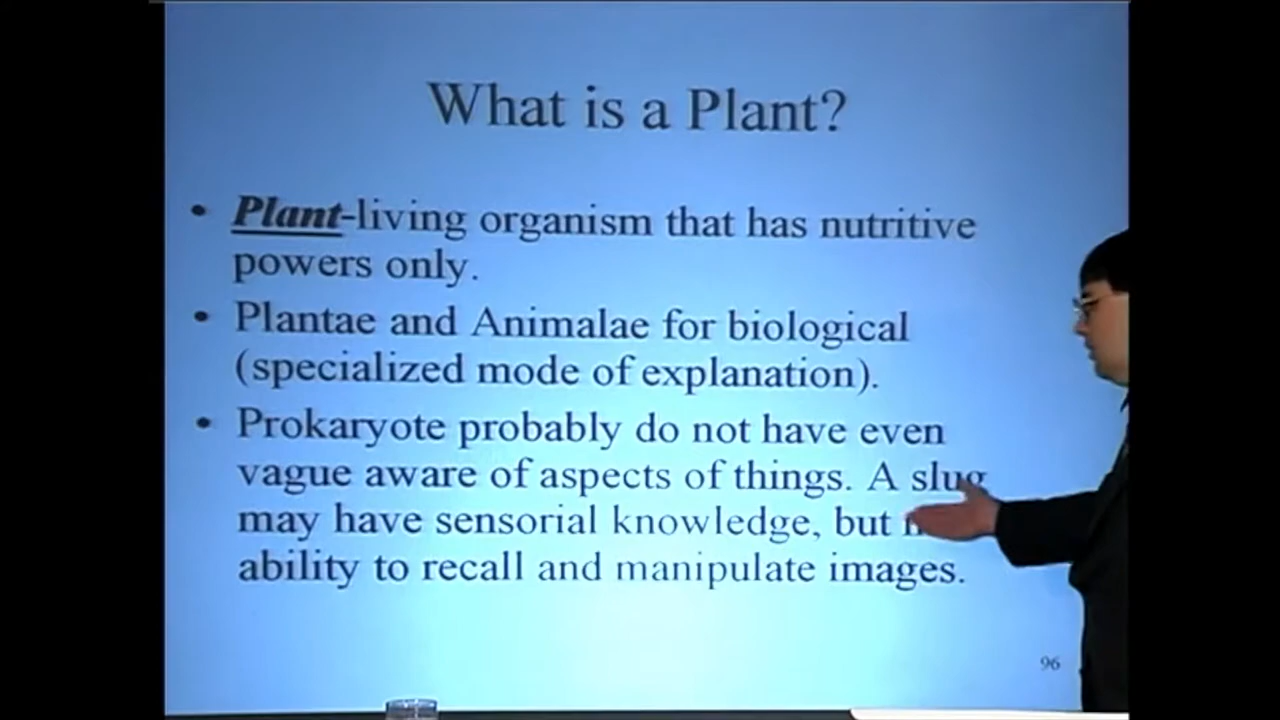 What is a Plant?
• Plant-living organism that has nutritive
powers only.
• Plantae and Animalae for biological
(specialized mode of explanation).
• Prokaryote probably do not have even
vague aware of aspects of things. A slug
may have sensorial knowledge, but
ability to recall and manipulate images.
96